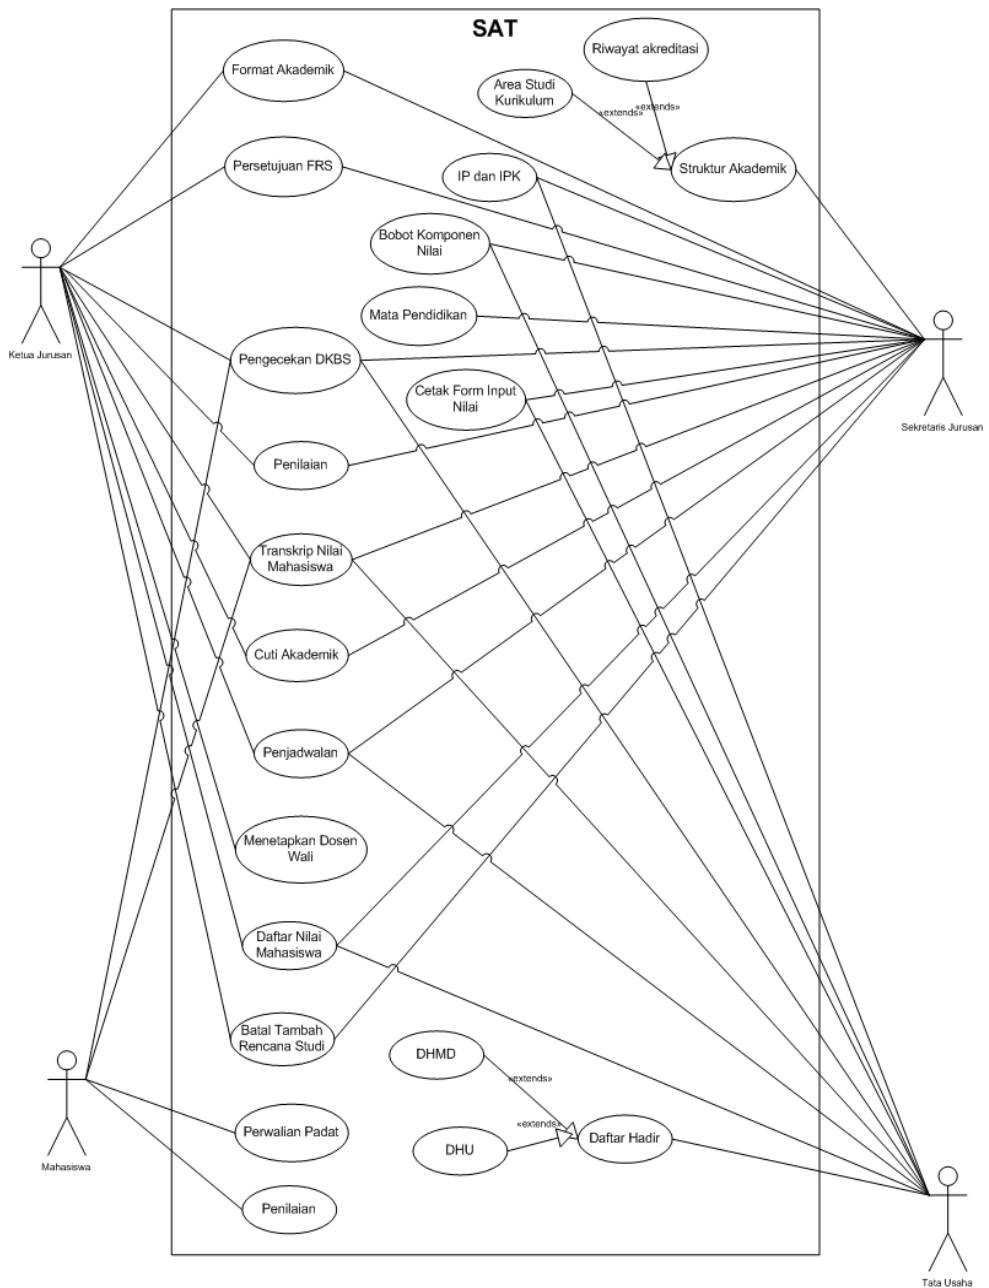 SAT
Riwayat akreditasi
Format Akademik
Area Studi
Kurikulum
«extends»
«extends»
Persetujuan FRS
IP dan IPK
Struktur Akademik
Bobot Komponen
Nilai
Mata Pendidikan
Ketua Jurusan
Pengecekan DKBS
Cetak Form Input
Nilai
Sekretaris Jurusan
Penilaian
Transkrip Nilai
Mahasiswa
Cuti Akademik
Penjadwalan
Menetapkan Dosen
Wali
Daftar Nilai
Mahasiswa
Batal Tambah
Rencana Studi
DHMD
«extends»
Perwalian Padat
«extends»
Daftar Hadir
DHU
Mahasiswa
Penilaian
Tata Usaha